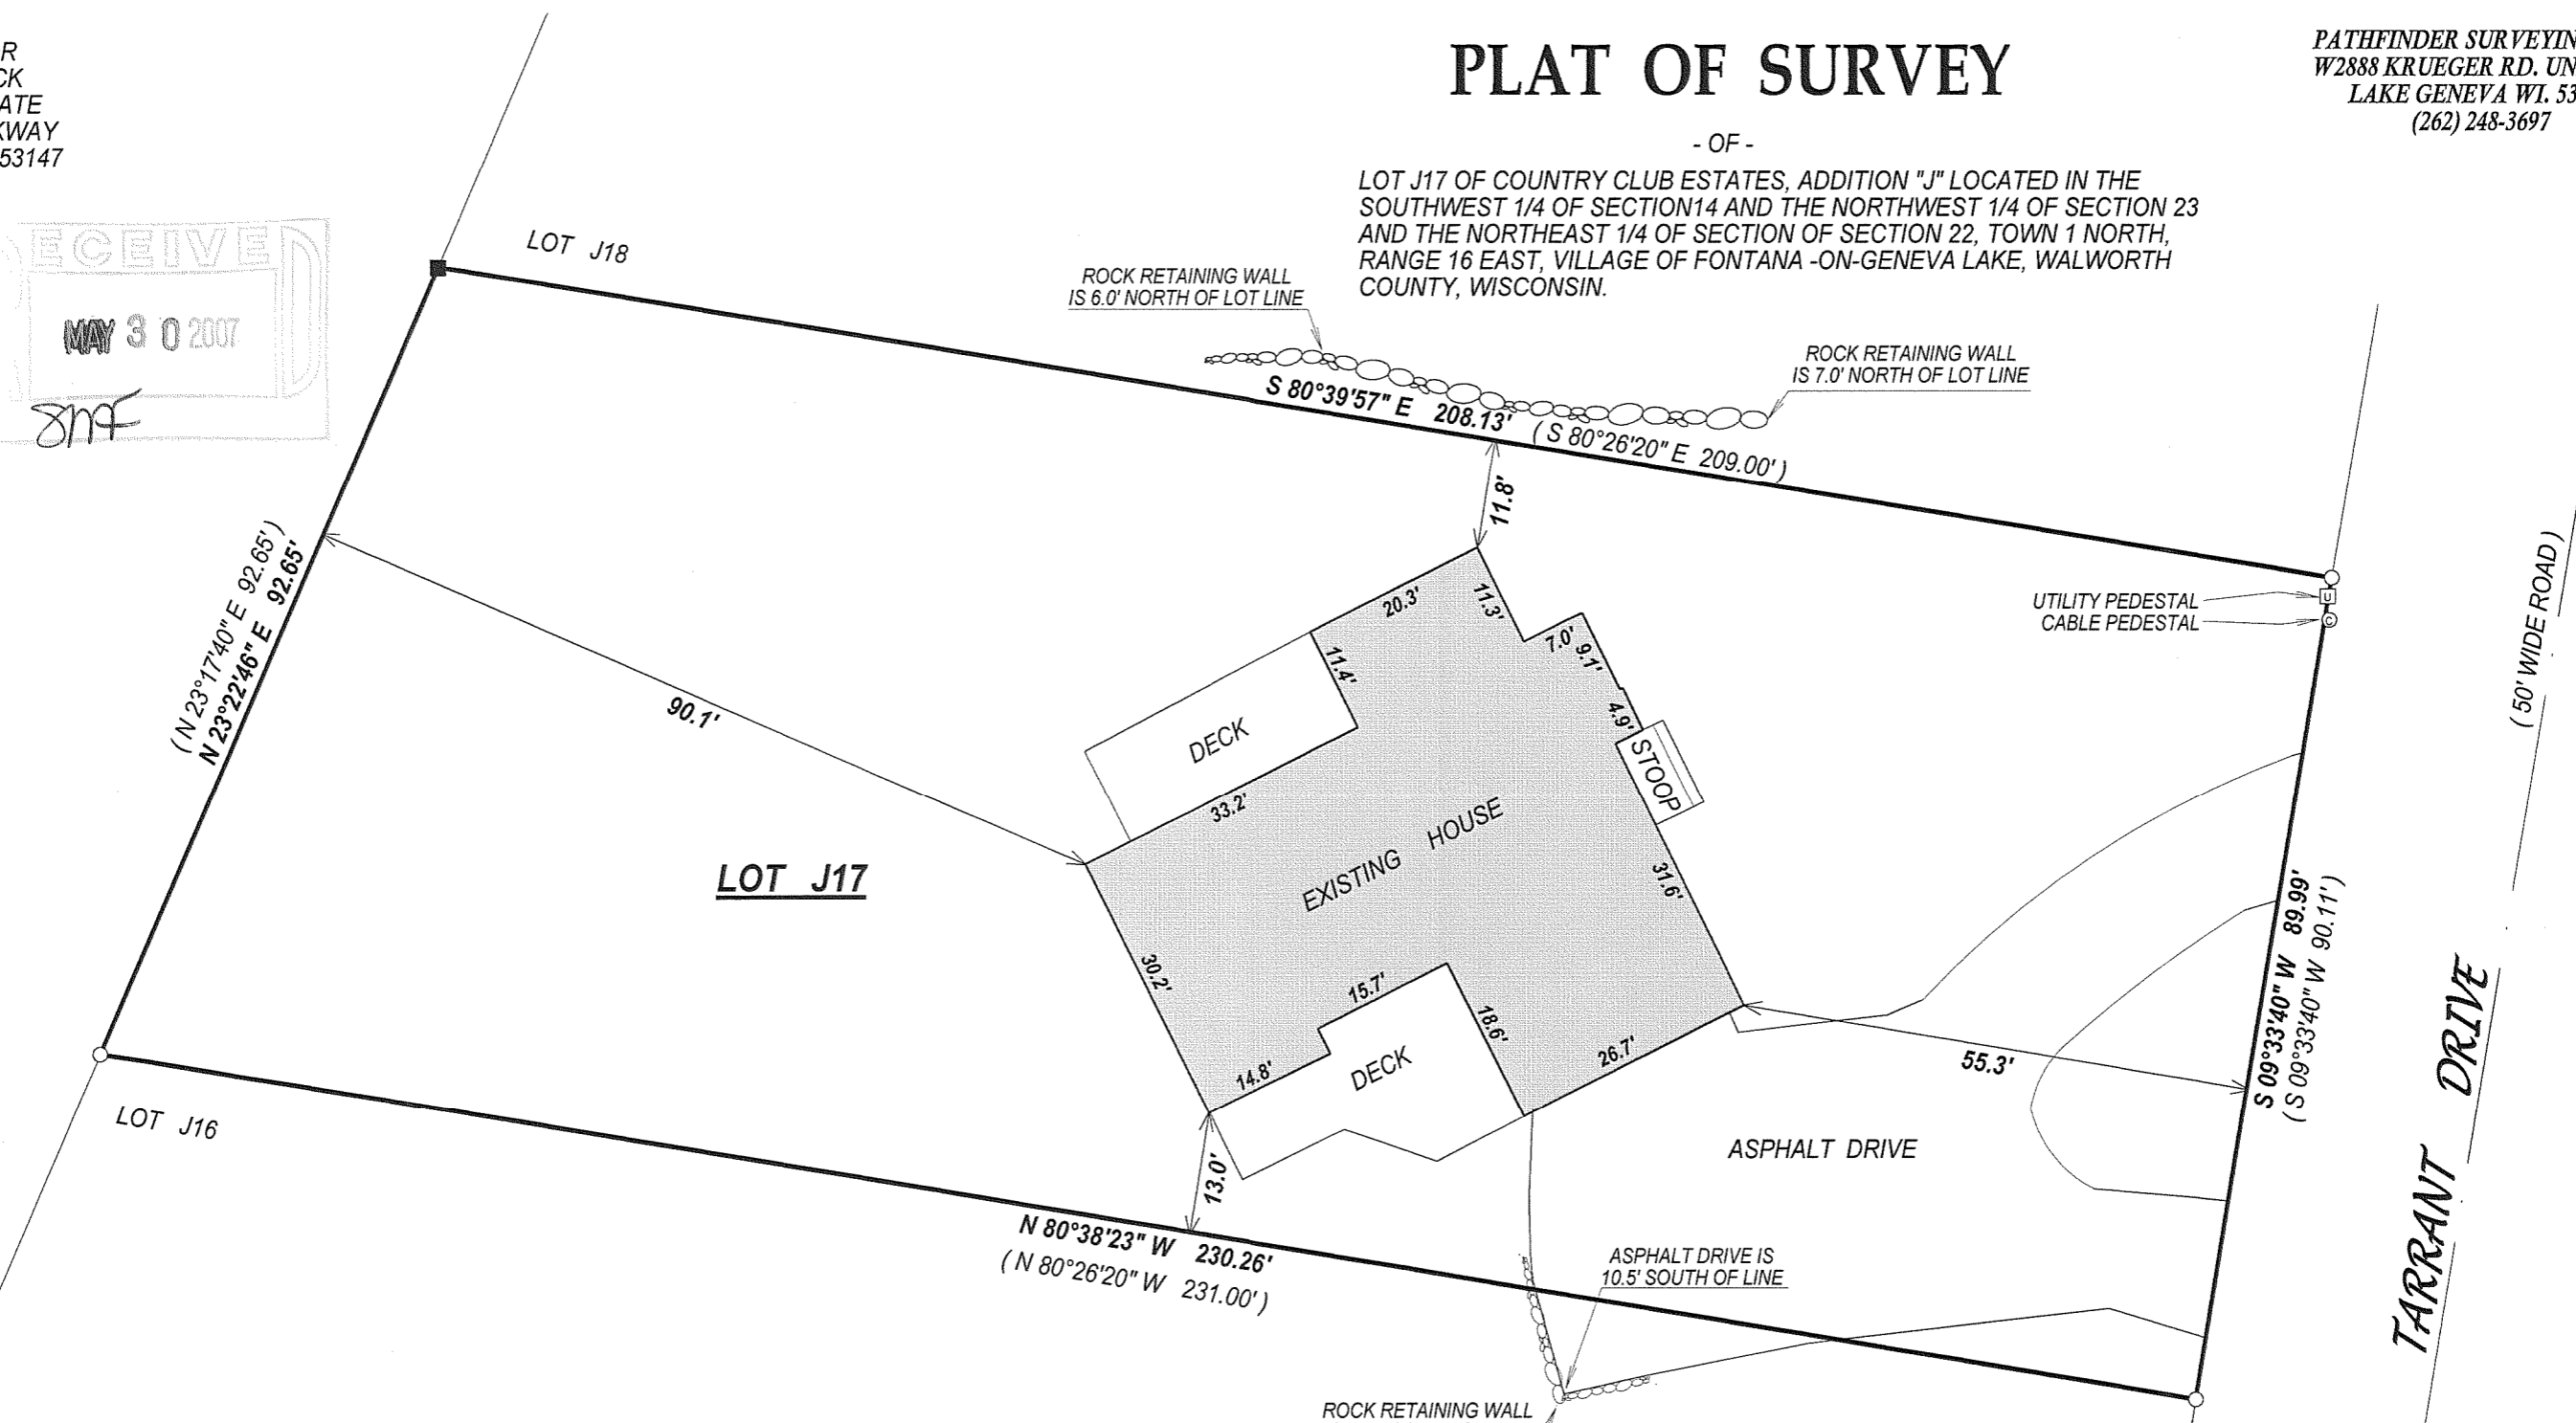 PLAT OF SURVEY
- OF -
LOT J17 OF COUNTRY CLUB ESTATES, ADDITION "J" LOCATED IN THE
SOUTHWEST 1/4 OF SECTION14 AND THE NORTHWEST 1/4 OF SECTION 23
AND THE NORTHEAST 1/4 OF SECTION OF SECTION 22, TOWN 1 NORTH,
RANGE 16 EAST, VILLAGE OF FONTANA -ON-GENEVA LAKE, WALWORTH
COUNTY, WISCONSIN.
PATHFINDER SURVEYIN
W2888 KRUEGER RD. UN
LAKE GENEVA WI. 53
(262) 248-3697
R
CK
ATE
KWAY
53147
ECEIVE D
MAY 3 0 2007
LOT J18
ROCK RETAINING WALL
IS 6.0' NORTH OF LOT LINE
ROCK RETAINING WALL
IS 7.0' NORTH OF LOT LINE
S 80°39'57" E 208.13'
( S 80°26'20" E 209.00' )
11.8'
( N 23°17'40" E 92.65' )
N 23°22'46" E 92.65'
90.1'
20.3'
11.3'
7.0'
9.1'
11.4'
4.9'
DECK
STOOP
33.2'
EXISTING HOUSE
31.6'
LOT J17
30.2'
15.7'
18.6'
14.8'
DECK
26.7'
55.3'
UTILITY PEDESTAL
U
CABLE PEDESTAL
C
( 50' WIDE ROAD )
S 09°33'40" W 89.99'
( S 09°33'40" W 90.11' )
TARRANT DRIVE
LOT J16
13.0'
ASPHALT DRIVE
N 80°38'23" W 230.26'
( N 80°26'20" W 231.00' )
ASPHALT DRIVE IS
10.5' SOUTH OF LINE
ROCK RETAINING WALL